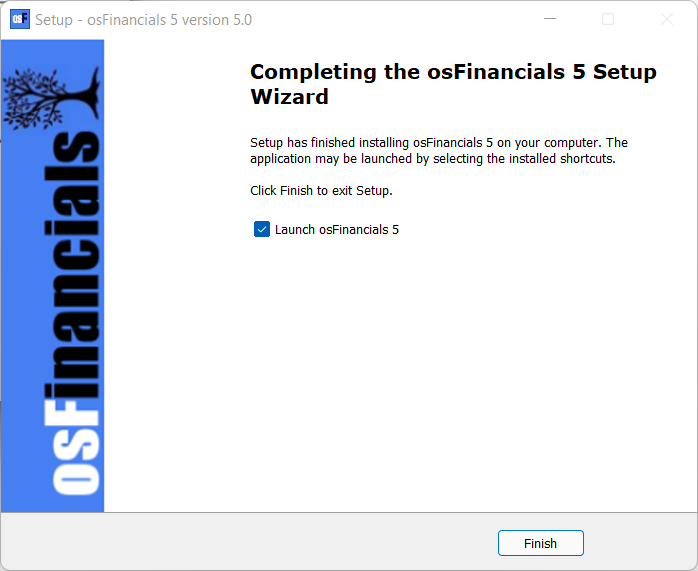 osF Setup - osFinancials 5 version 5.0
Completing the osFinancials 5 Setup
Wizard
Setup has finished installing osFinancials 5 on your computer. The
application may be launched by selecting the installed shortcuts.
Click Finish to exit Setup.
Launch osFinancials 5
osFinancials
Finish